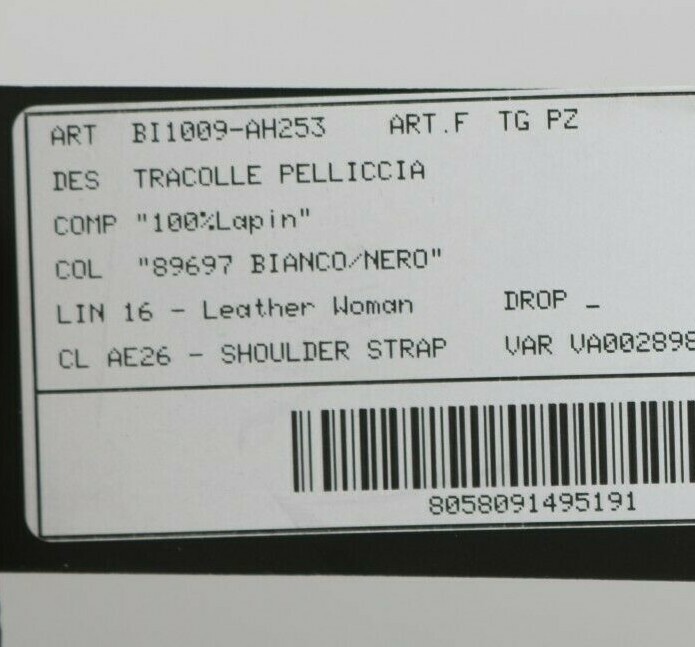 ART BI1009-AH253 ART.F TG PZ
DES TRACOLLE PELLICCIA
COMP "100%Lapin"
COL "89697 BIANCO/NERO"
LIN 16 - Leather Woman DROP _
CL AE26 - SHOULDER STRAP VAR VA002898
8058091495191